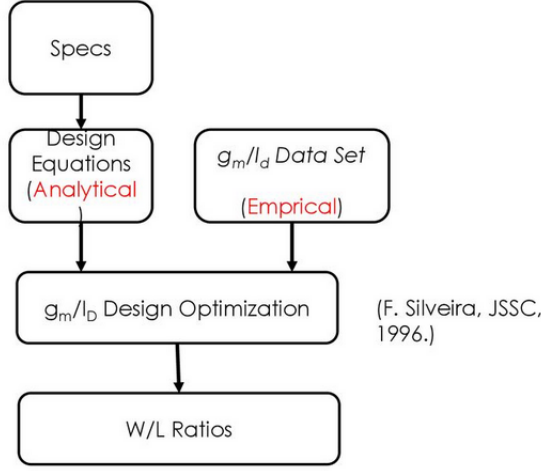 Specs
Design
Equations
(Analytical
)
gm/Id Data Set
(Emprical)
gm/ID Design Optimization
(F. Silveira, JSSC,
1996.)
W/L Ratios